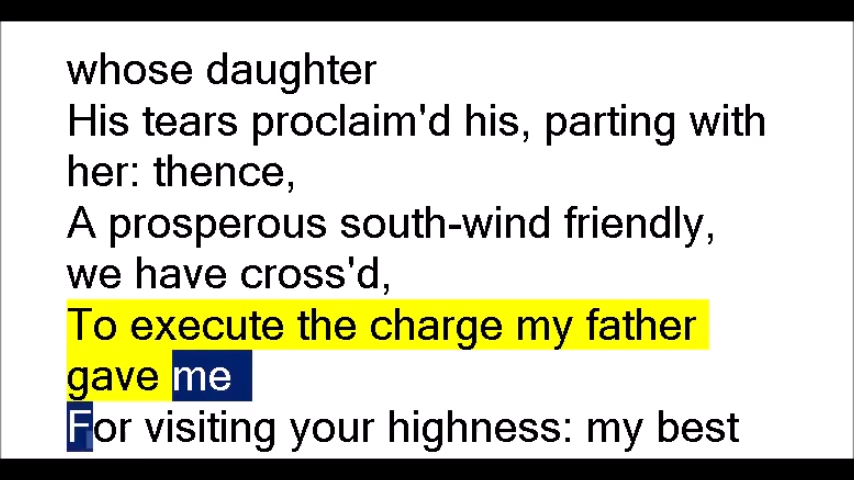 whose daughter
His tears proclaim'd his, parting with
her: thence,
A prosperous south-wind friendly,
we have cross'd,
To execute the charge my father
gave me
For visiting your highness: my best